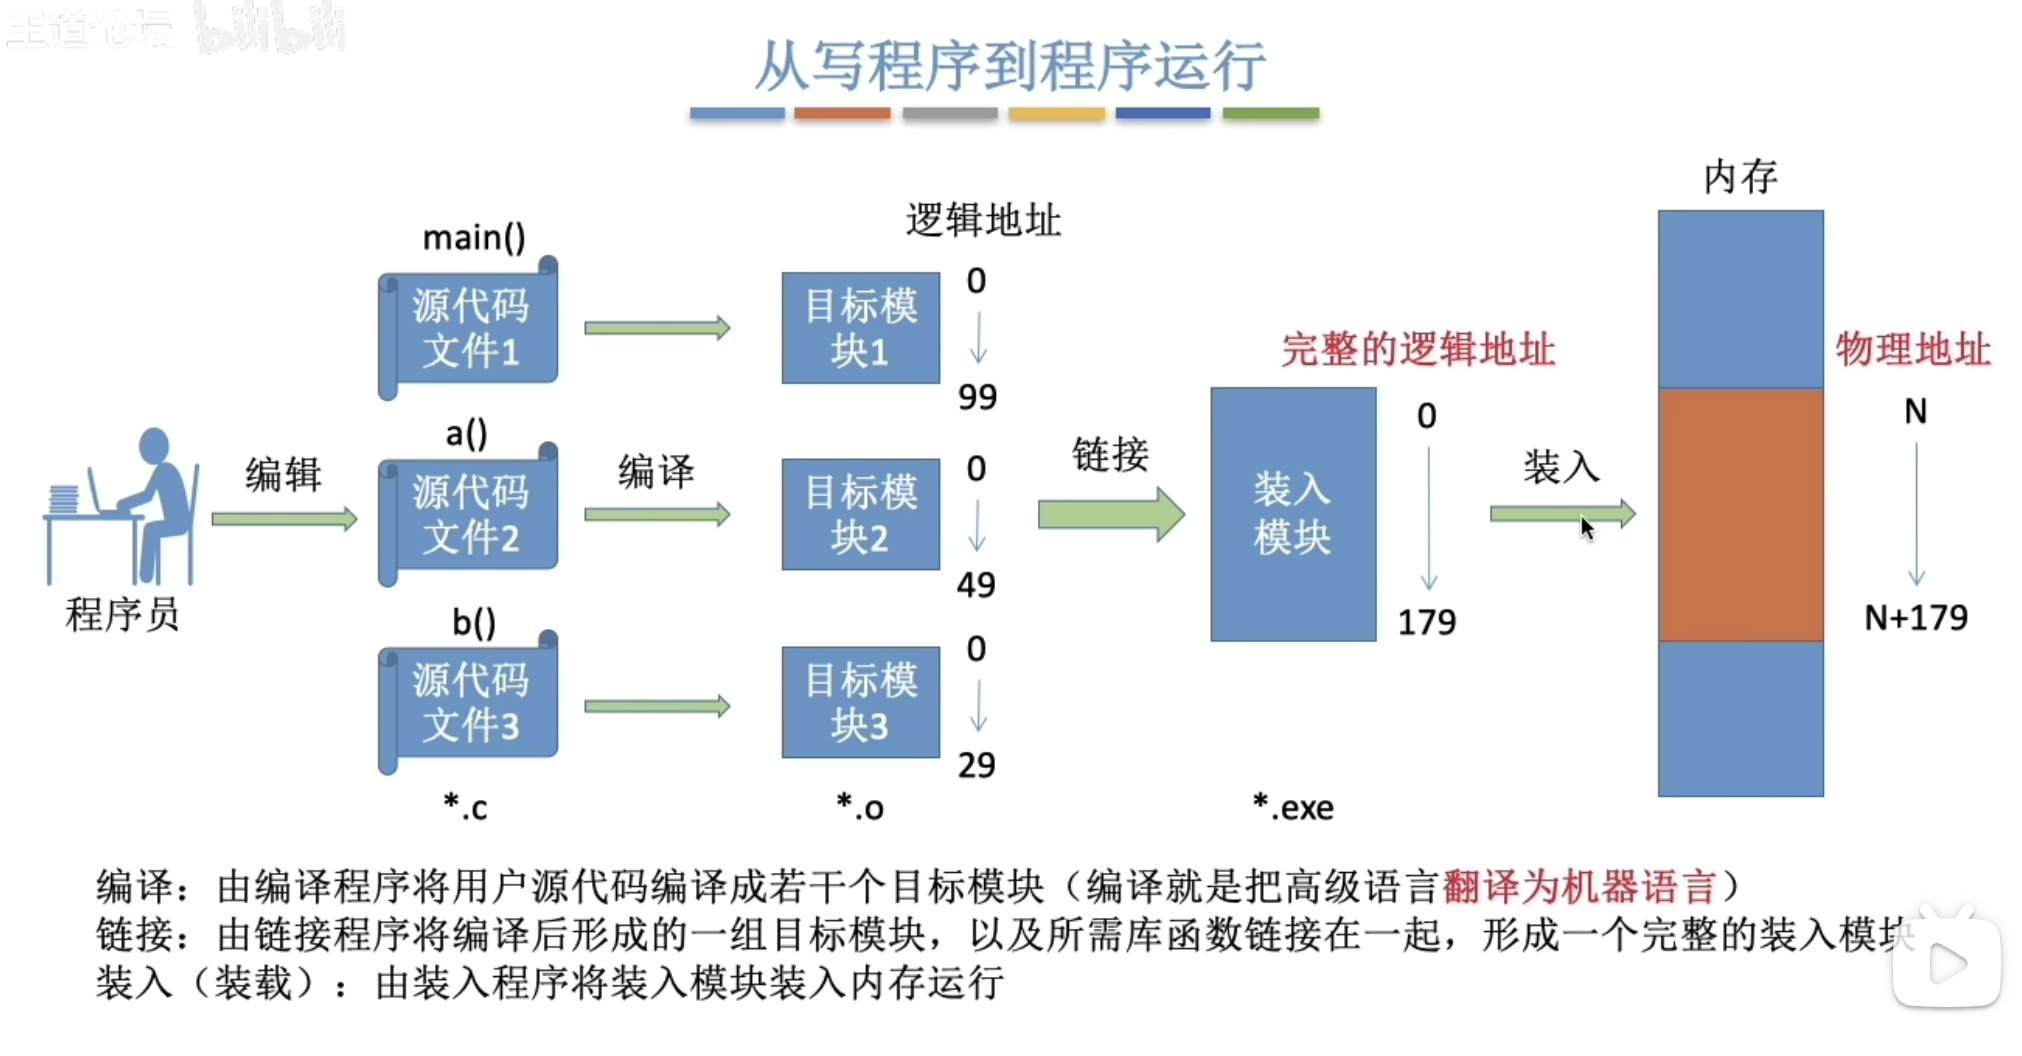 王道论坛 bilibili
从写程序到程序运行
内存
逻辑地址
main()
源代码
文件1
目标模
块1
0
99
完整的逻辑地址
物理地址
程序员
编辑
a()
源代码
文件2
编译
目标模
块2
0
49
链接
装入
模块
0
179
装入
N
N+179
b()
源代码
文件3
目标模
块3
0
29
*.c
*.o
*.exe
编译：由编译程序将用户源代码编译成若干个目标模块（编译就是把高级语言翻译为机器语言）
链接：由链接程序将编译后形成的一组目标模块，以及所需库函数链接在一起，形成一个完整的装入模块
装入（装载）：由装入程序将装入模块装入内存运行